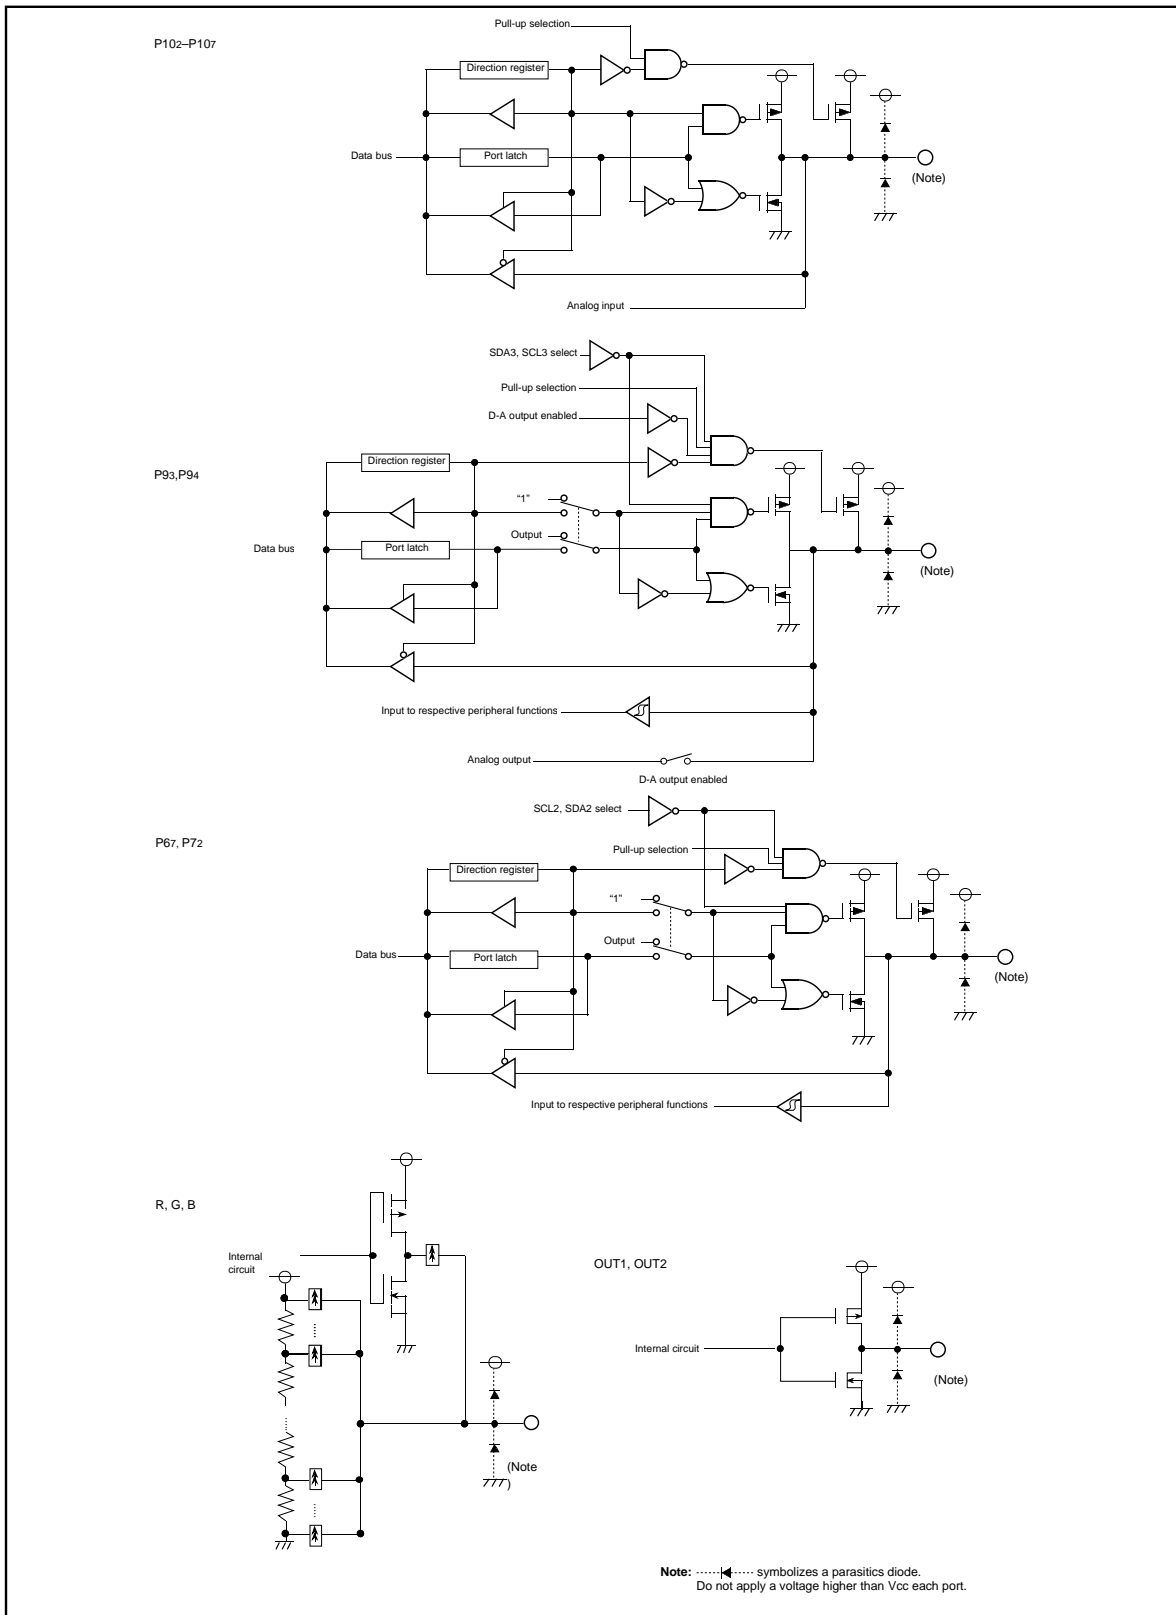 Pull-up selection
P102–P107
Direction register
Data bus
Port latch
(Note)
Analog input
SDA3, SCL3 select
Pull-up selection
D-A output enabled
Direction register
P93,P94
“1”
Output
Data bus
Port latch
(Note)
Input to respective peripheral functions
Analog output
D-A output enabled
SCL2, SDA2 select
P67, P72
Pull-up selection
Direction register
“1”
Output
Data bus
Port latch
(Note)
Input to respective peripheral functions
R, G, B
Internal
circuit
(Note
)
OUT1, OUT2
Internal circuit
(Note)
Note: symbolizes a parasitics diode.
Do not apply a voltage higher than Vcc each port.